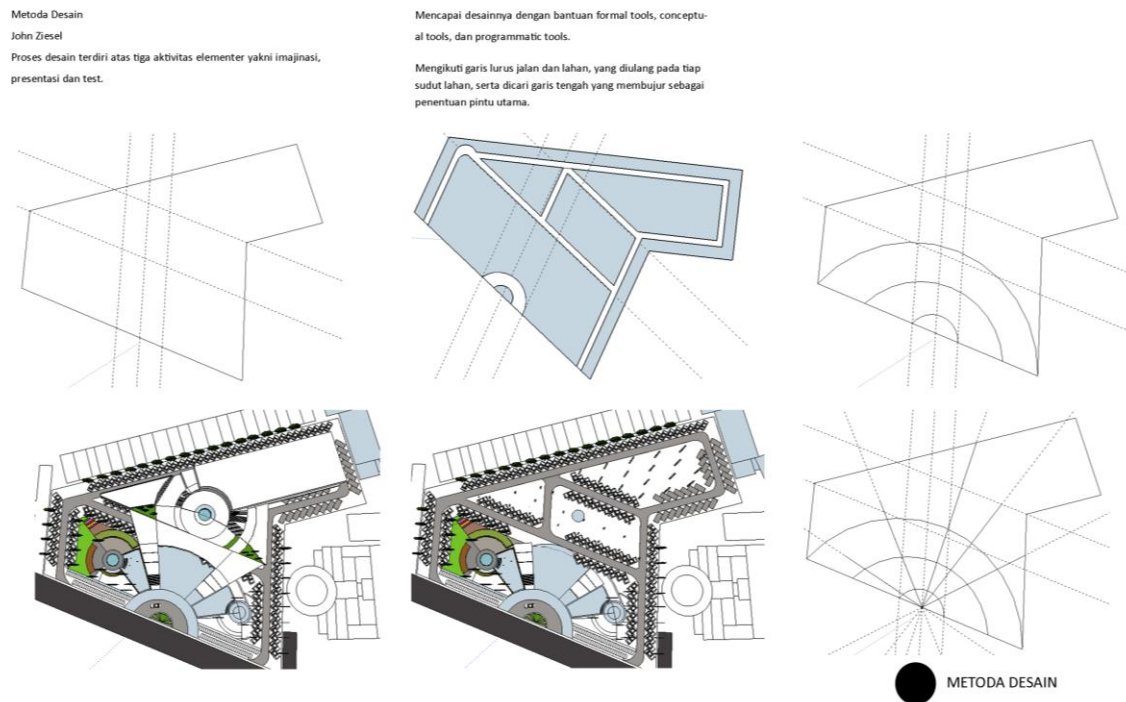 Metoda Desain
John Ziesel
Proses desain terdiri atas tiga aktivitas elementer yakni imajinasi,
presentasi dan test.
Mencapai desainnya dengan bantuan formal tools, conceptu-
al tools, dan programmatic tools.
Mengikuti garis lurus jalan dan lahan, yang diulang pada tiap
sudut lahan, serta dicari garis tengah yang membujur sebagai
penentuan pintu utama.
METODA DESAIN